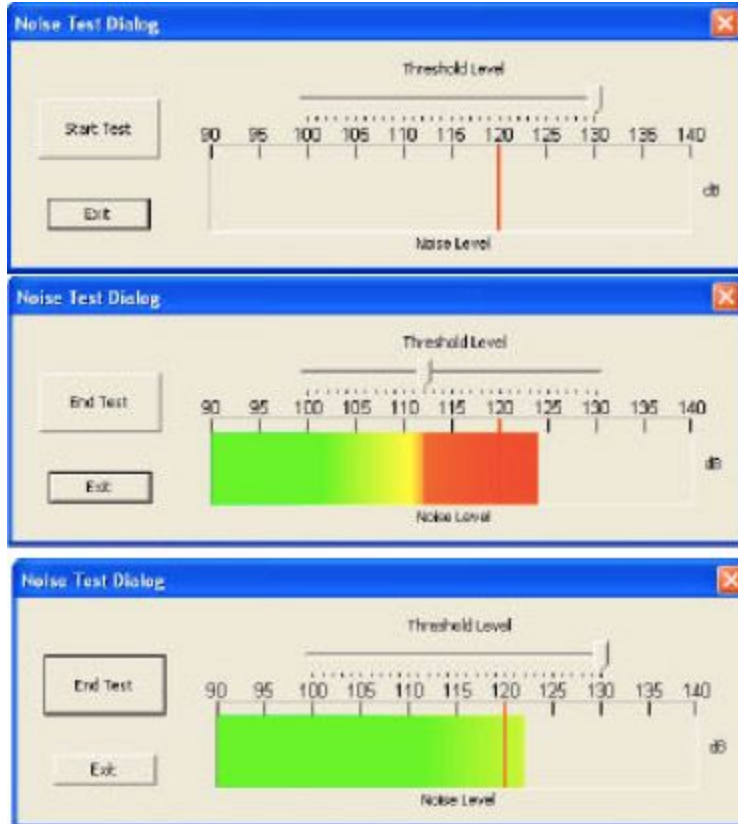 Noise Test Dialog
Threshold Level
Start Test
90 95 100 105 110 115 120 125 130 135 140
dB
Exit
Noise Level
Noise Test Dialog
Threshold Level
End Test
90 95 100 105 110 115 120 125 130 135 140
dB
Exit
Noise Level
Noise Test Dialog
Threshold Level
End Test
90 95 100 105 110 115 120 125 130 135 140
dB
Exit
Noise Level